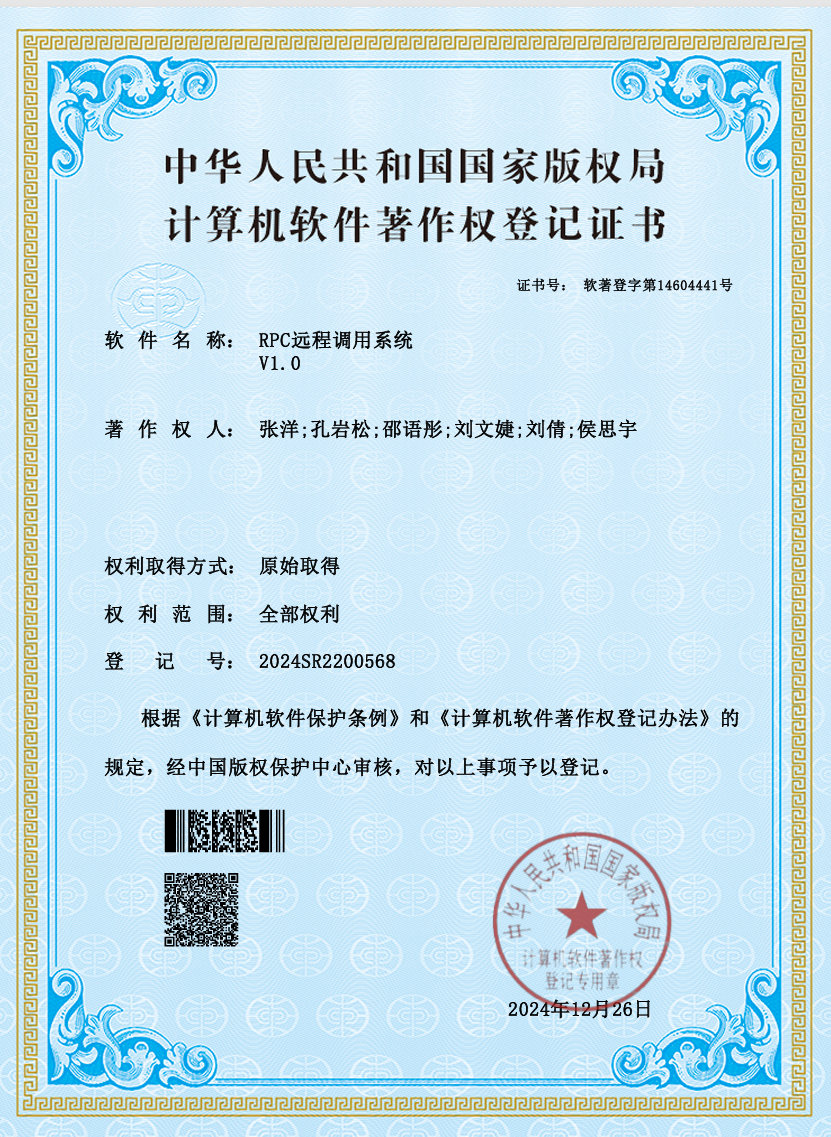 中华人民共和国国家版权局
计算机软件著作权登记证书
证书号： 软著登字第14604441号
软件名称： RPC远程调用系统
V1.0
著作权人： 张洋;孔岩松;邵语彤;刘文婕;刘倩;侯思宇
权利取得方式： 原始取得
权利范围： 全部权利
登记号： 2024SR2200568
根据《计算机软件保护条例》和《计算机软件著作权登记办法》的
规定，经中国版权保护中心审核，对以上事项予以登记。
中华人民共和国国家版权局
计算机软件著作权
登记专用章
2024年12月26日